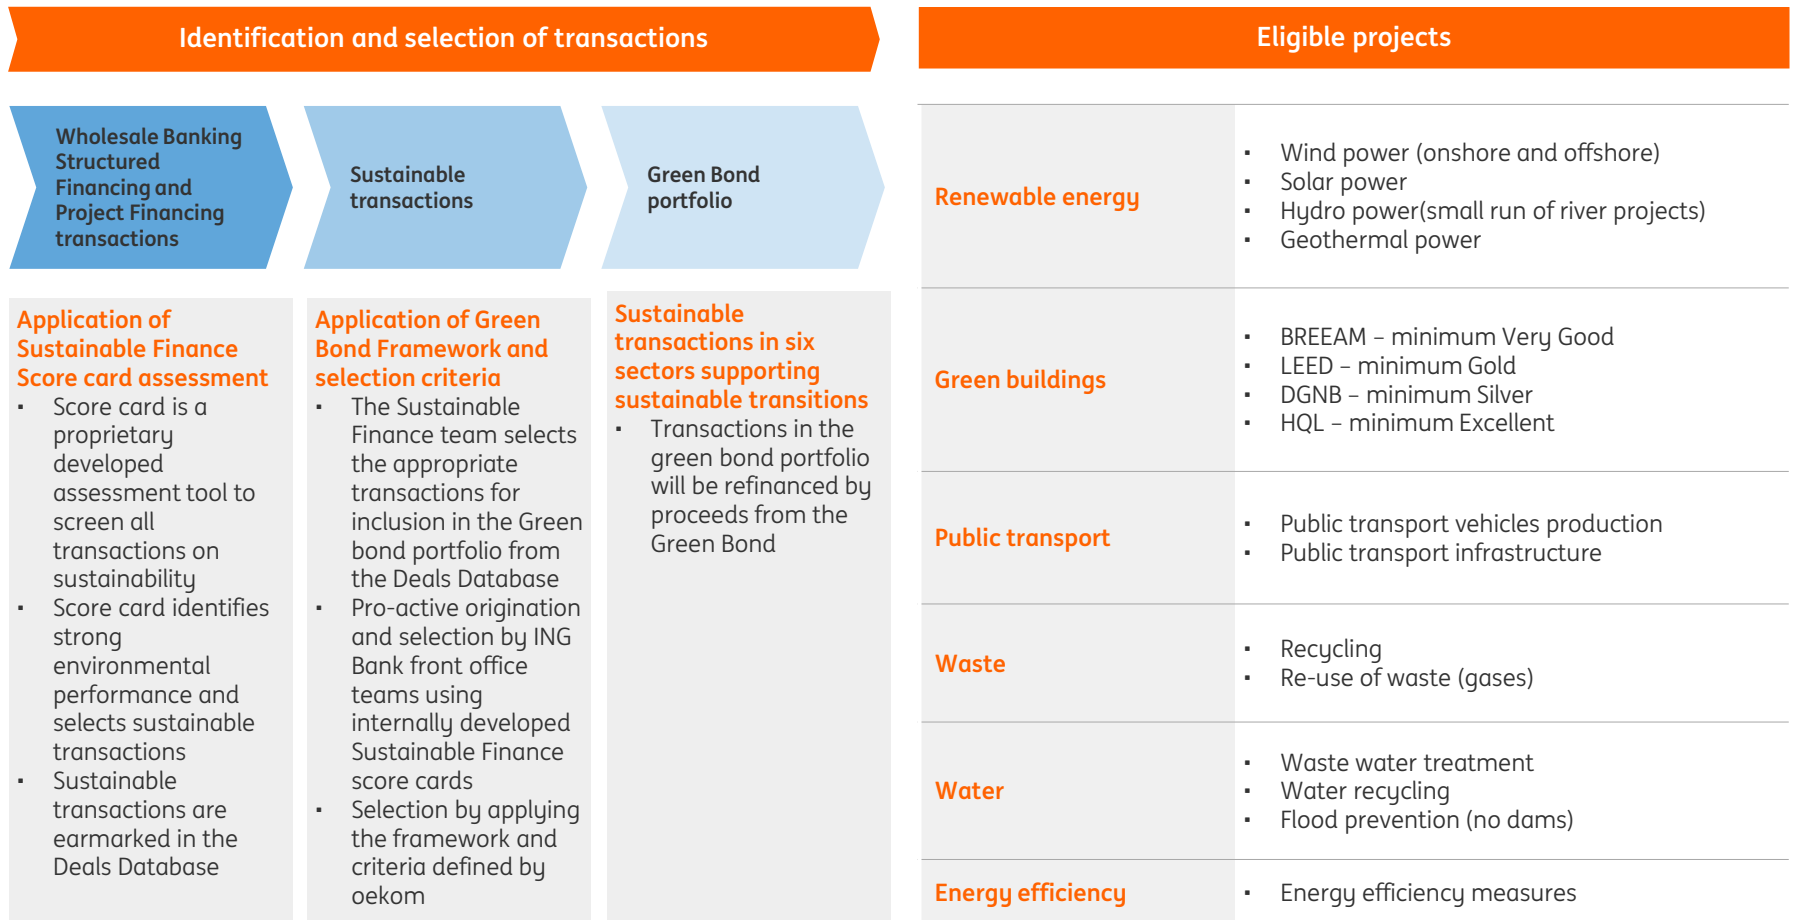 Identification and selection of transactions
Wholesale Banking
Structured
Financing and
Project Financing
transactions
Sustainable
transactions
Green Bond
portfolio
Application of
Sustainable Finance
Score card assessment
▪ Score card is a
proprietary
developed
assessment tool to
screen all
transactions on
sustainability
▪ Score card identifies
strong
environmental
performance and
selects sustainable
transactions
▪ Sustainable
transactions are
earmarked in the
Deals Database
Application of Green
Bond Framework and
selection criteria
▪ The Sustainable
Finance team selects
the appropriate
transactions for
inclusion in the Green
bond portfolio from
the Deals Database
▪ Pro-active origination
and selection by ING
Bank front office
teams using
internally developed
Sustainable Finance
score cards
▪ Selection by applying
the framework and
criteria defined by
oekom
Sustainable
transactions in six
sectors supporting
sustainable transitions
▪ Transactions in the
green bond portfolio
will be refinanced by
proceeds from the
Green Bond
Eligible projects
Renewable energy
▪ Wind power (onshore and offshore)
▪ Solar power
▪ Hydro power(small run of river projects)
▪ Geothermal power
Green buildings
▪ BREEAM – minimum Very Good
▪ LEED – minimum Gold
▪ DGNB – minimum Silver
▪ HQL – minimum Excellent
Public transport
▪ Public transport vehicles production
▪ Public transport infrastructure
Waste
▪ Recycling
▪ Re-use of waste (gases)
Water
▪ Waste water treatment
▪ Water recycling
▪ Flood prevention (no dams)
Energy efficiency
▪ Energy efficiency measures